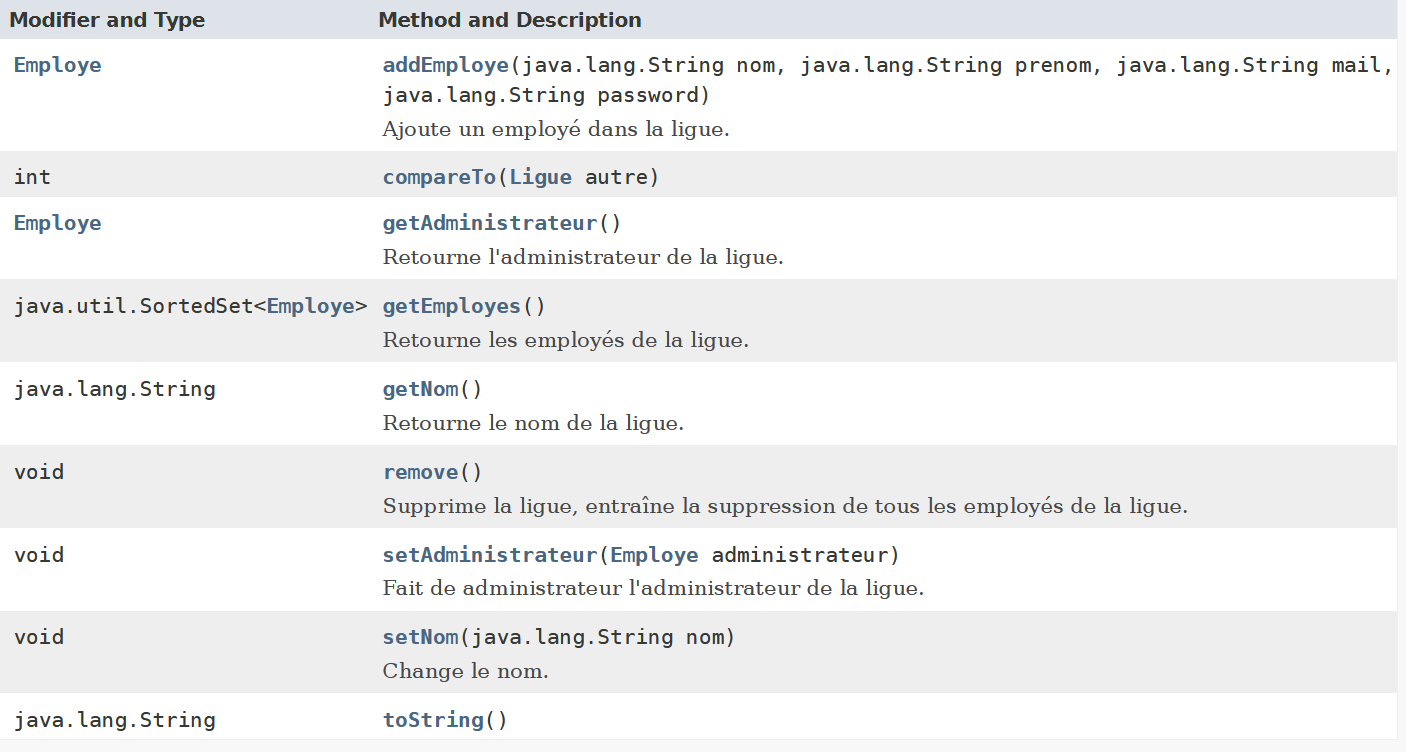 Modifier and Type Method and Description
Employe addEmploye(java.lang.String nom, java.lang.String prenom, java.lang.String mail,
java.lang.String password)
Ajoute un employé dans la ligue.
int compareTo(Ligue autre)
Employe getAdministrateur()
Retourne l'administrateur de la ligue.
java.util.SortedSet<Employe> getEmployes()
Retourne les employés de la ligue.
java.lang.String getNom()
Retourne le nom de la ligue.
void remove()
Supprime la ligue, entraîne la suppression de tous les employés de la ligue.
void setAdministrateur(Employe administrateur)
Fait de administrateur l'administrateur de la ligue.
void setNom(java.lang.String nom)
Change le nom.
java.lang.String toString()